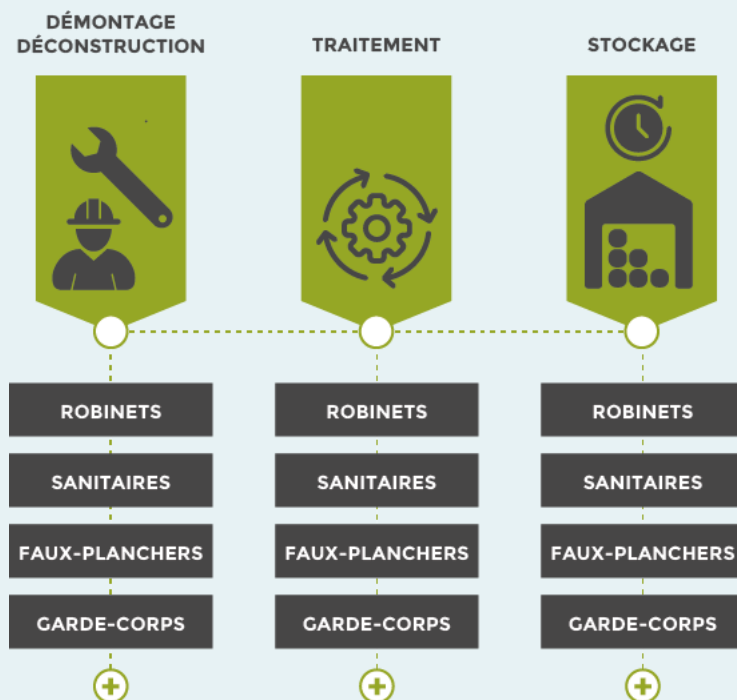 DÉMONTAGE
DÉCONSTRUCTION
TRAITEMENT
STOCKAGE
ROBINETS
ROBINETS
ROBINETS
SANITAIRES
SANITAIRES
SANITAIRES
FAUX-PLANCHERS
FAUX-PLANCHERS
FAUX-PLANCHERS
GARDE-CORPS
GARDE-CORPS
GARDE-CORPS